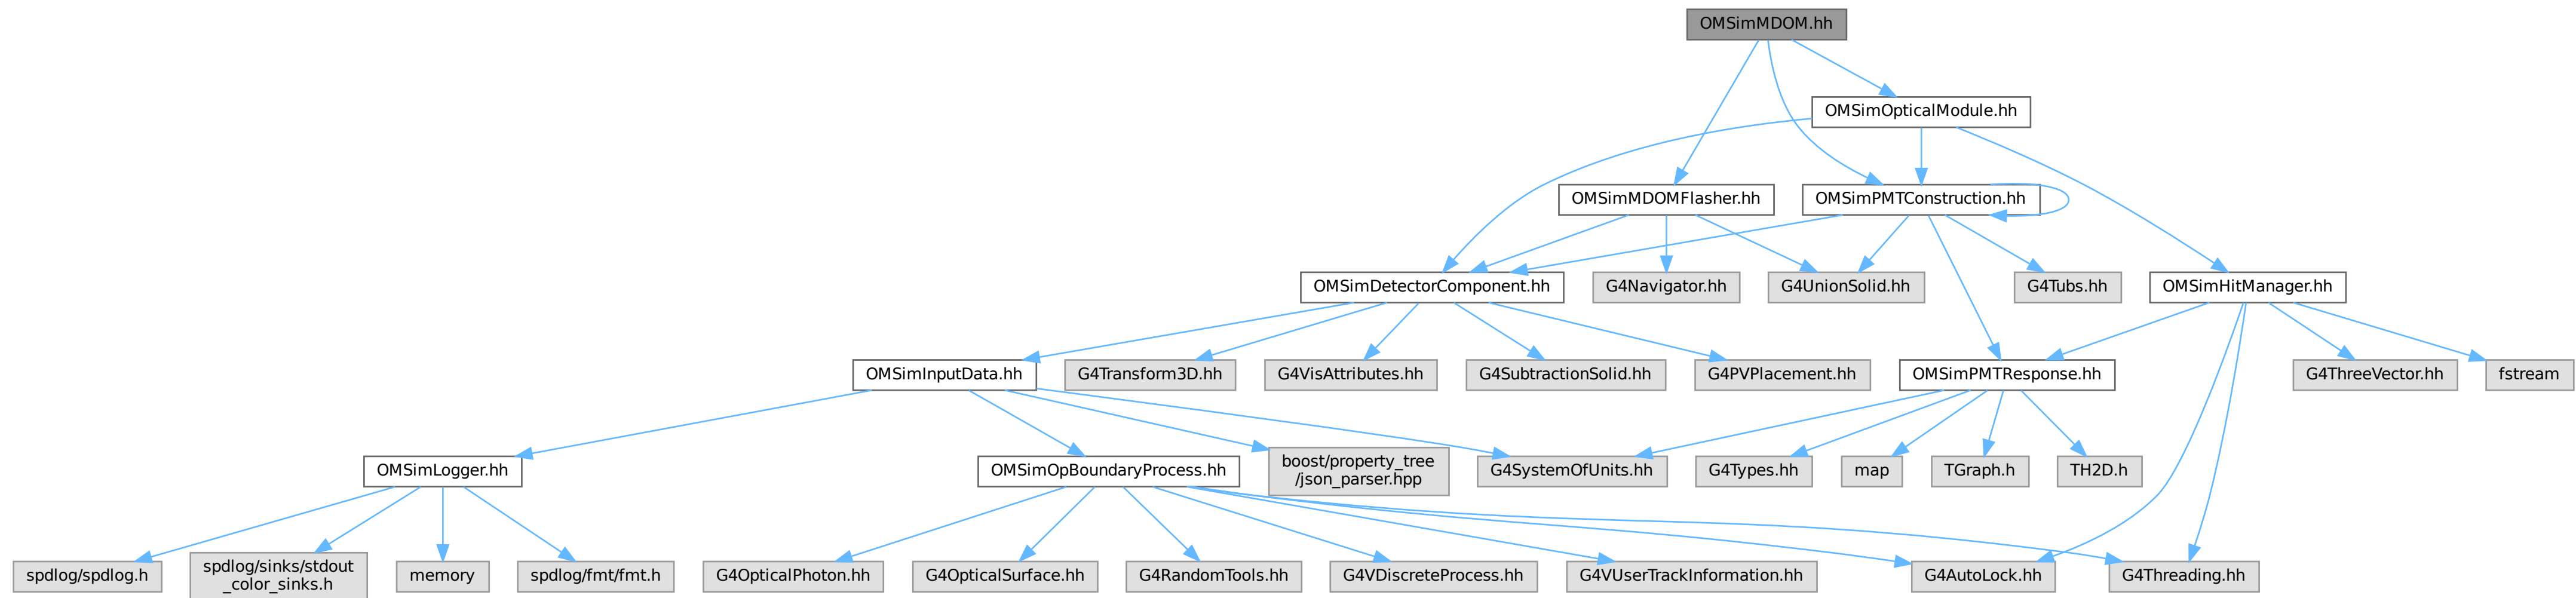 OMSimMDOM.hh
OMSimOpticalModule.hh
OMSimMDOMFlasher.hh
OMSimPMTConstruction.hh
OMSimDetectorComponent.hh
G4Navigator.hh
G4UnionSolid.hh
G4Tubs.hh
OMSimHitManager.hh
OMSimInputData.hh
G4Transform3D.hh
G4VisAttributes.hh
G4SubtractionSolid.hh
G4PVPlacement.hh
OMSimPMTResponse.hh
G4ThreeVector.hh
fstream
OMSimLogger.hh
OMSimOpBoundaryProcess.hh
boost/property_tree
/json_parser.hpp
G4SystemOfUnits.hh
G4Types.hh
map
TGraph.h
TH2D.h
spdlog/spdlog.h
spdlog/sinks/stdout
_color_sinks.h
memory
spdlog/fmt/fmt.h
G4OpticalPhoton.hh
G4OpticalSurface.hh
G4RandomTools.hh
G4VDiscreteProcess.hh
G4VUserTrackInformation.hh
G4AutoLock.hh
G4Threading.hh